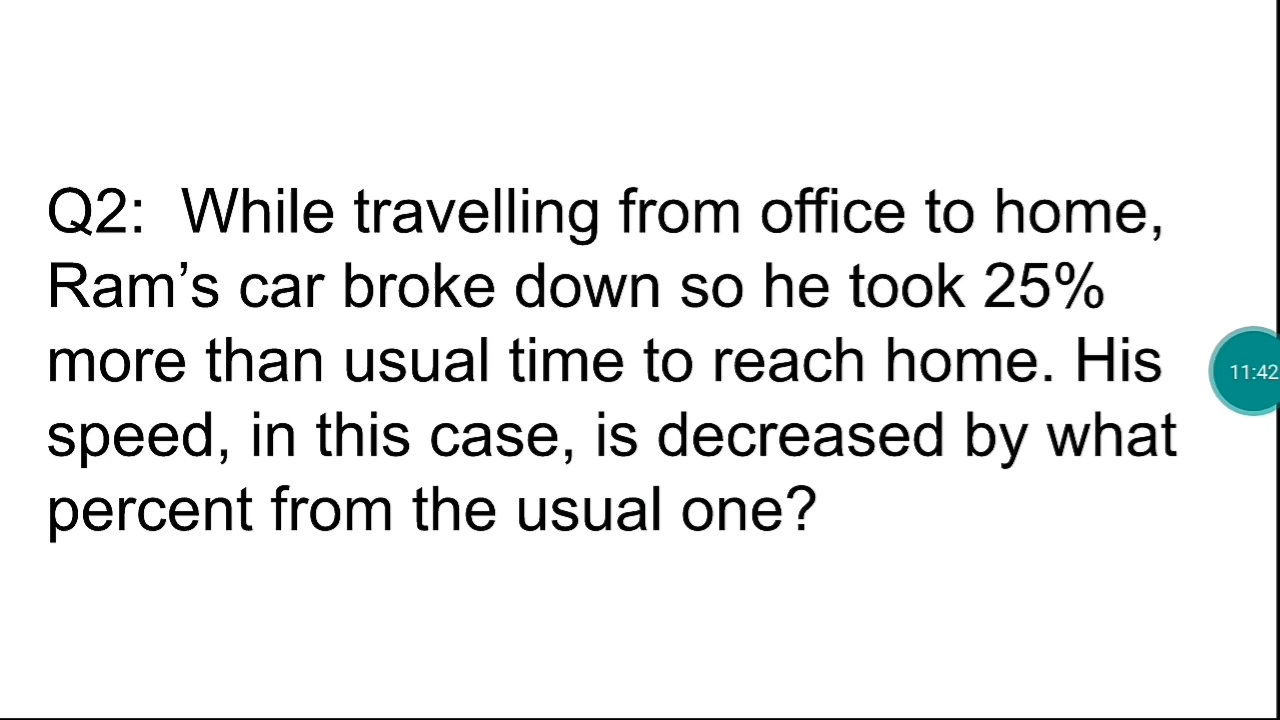 Q2:  While travelling from office to home,
Ram’s car broke down so he took 25%
more than usual time to reach home. His
speed, in this case, is decreased by what
percent from the usual one?
11:42